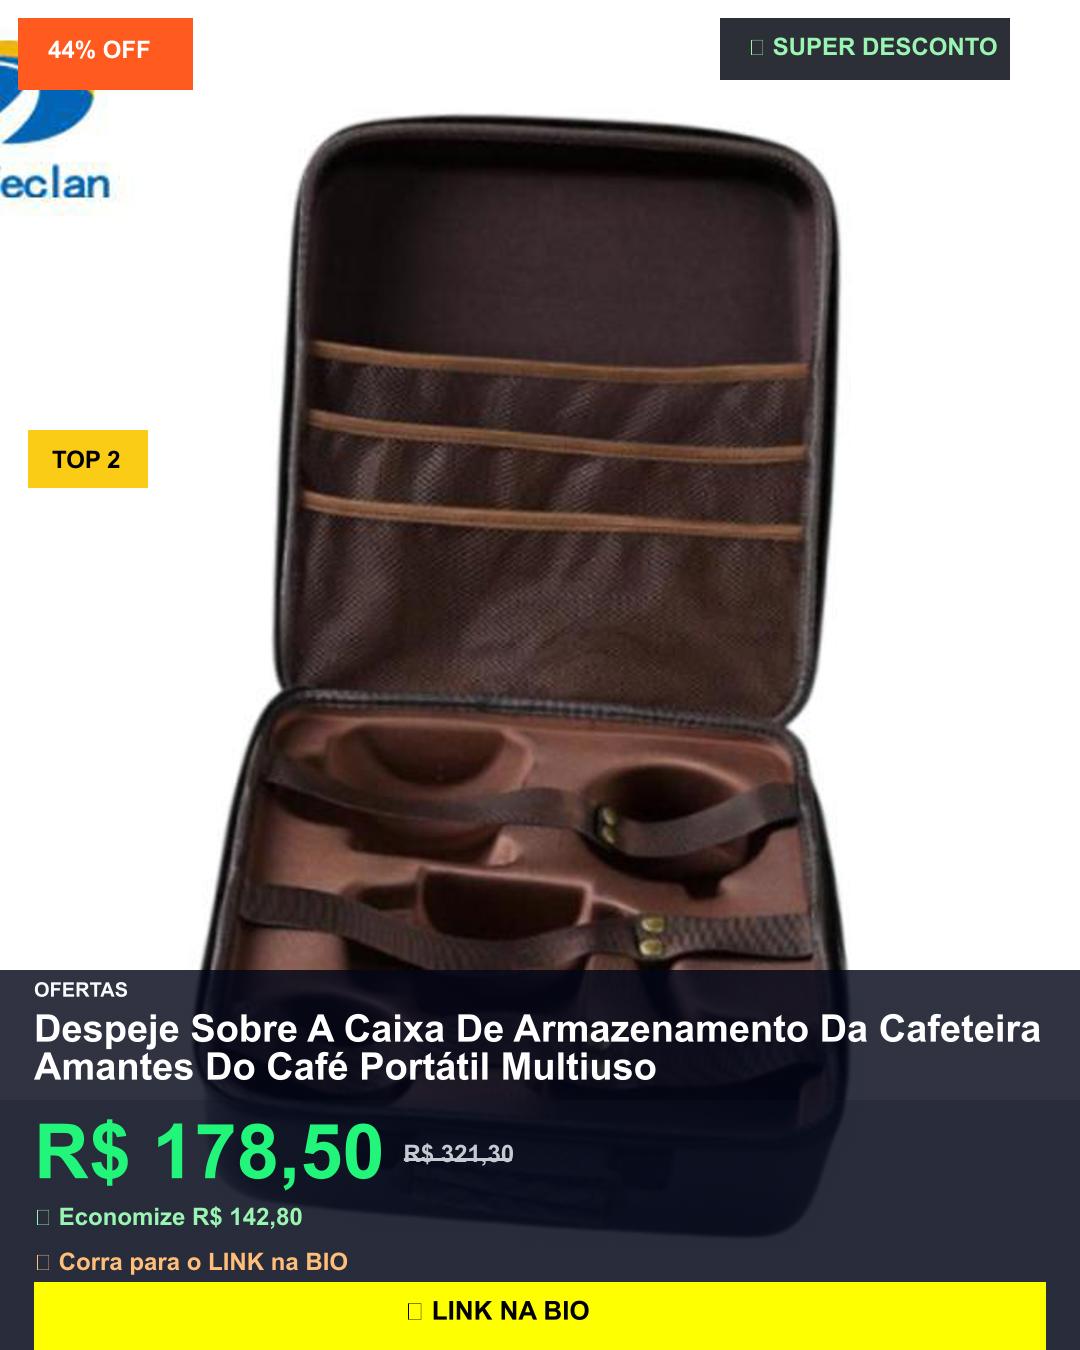 44% OFF
SUPER DESCONTO
eclan
TOP 2
OFERTAS
Despeje Sobre A Caixa De Armazenamento Da Cafeteira
Amantes Do Café Portátil Multiuso
R$ 178,50 R$ 321,30
Economize R$ 142,80
Corra para o LINK na BIO
LINK NA BIO